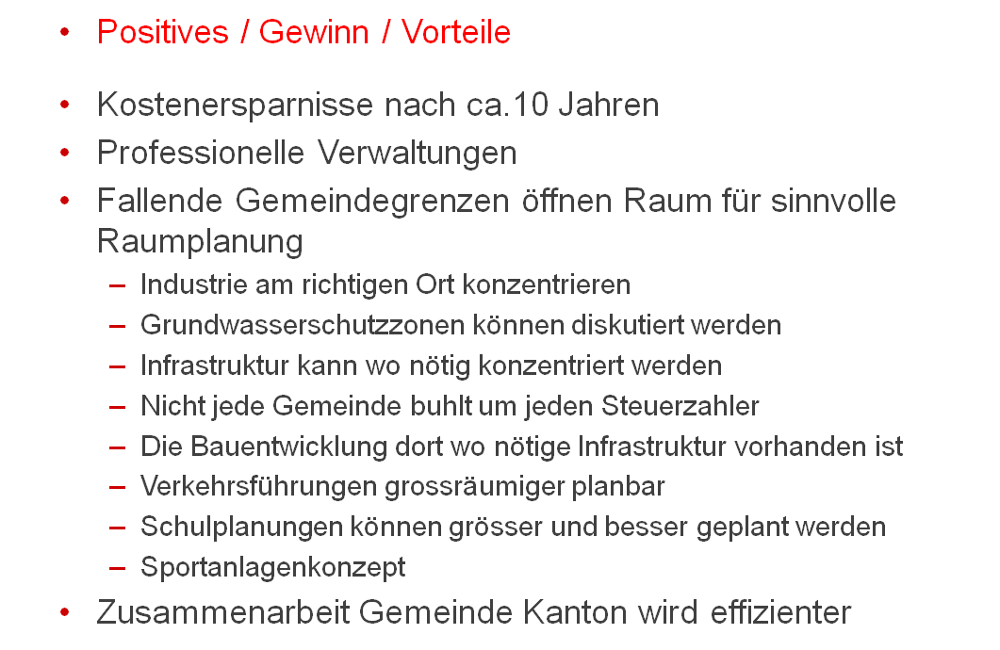 • Positives / Gewinn / Vorteile
• Kostenersparnisse nach ca.10 Jahren
• Professionelle Verwaltungen
• Fallende Gemeindegrenzen öffnen Raum für sinnvolle
Raumplanung
– Industrie am richtigen Ort konzentrieren
– Grundwasserschutzzonen können diskutiert werden
– Infrastruktur kann wo nötig konzentriert werden
– Nicht jede Gemeinde buhlt um jeden Steuerzahler
– Die Bauentwicklung dort wo nötige Infrastruktur vorhanden ist
– Verkehrsführungen grossräumiger planbar
– Schulplanungen können grösser und besser geplant werden
– Sportanlagenkonzept
• Zusammenarbeit Gemeinde Kanton wird effizienter